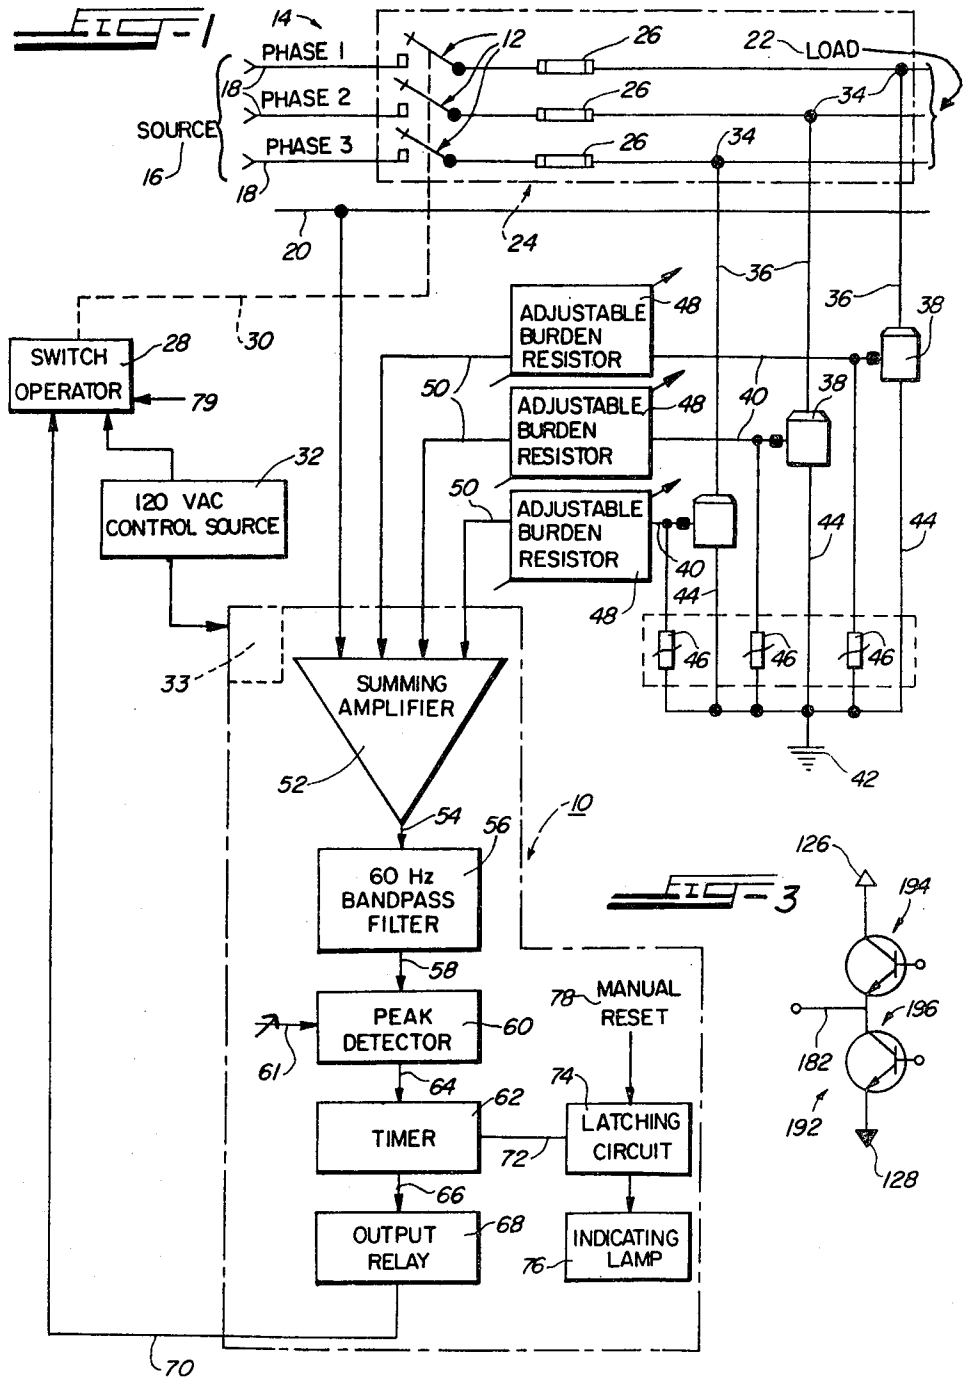 FIG-1
14
12
26
22
LOAD
PHASE 1
18
26
34
PHASE 2
SOURCE
26
34
PHASE 3
16
18
20
24
36
36
30
ADJUSTABLE
BURDEN
RESISTOR
48
38
SWITCH
OPERATOR
28
50
40
79
ADJUSTABLE
BURDEN
RESISTOR
48
38
40
32
120 VAC
CONTROL SOURCE
50
ADJUSTABLE
BURDEN
RESISTOR
48
40
44
44
44
33
46
46
46
SUMMING
AMPLIFIER
52
42
54
10
56
60 Hz
BANDPASS
FILTER
FIG-3
126
194
58
78
MANUAL
RESET
PEAK
DETECTOR
60
61
182
196
64
62
74
TIMER
72
LATCHING
CIRCUIT
192
128
66
OUTPUT
RELAY
68
INDICATING
LAMP
76
70